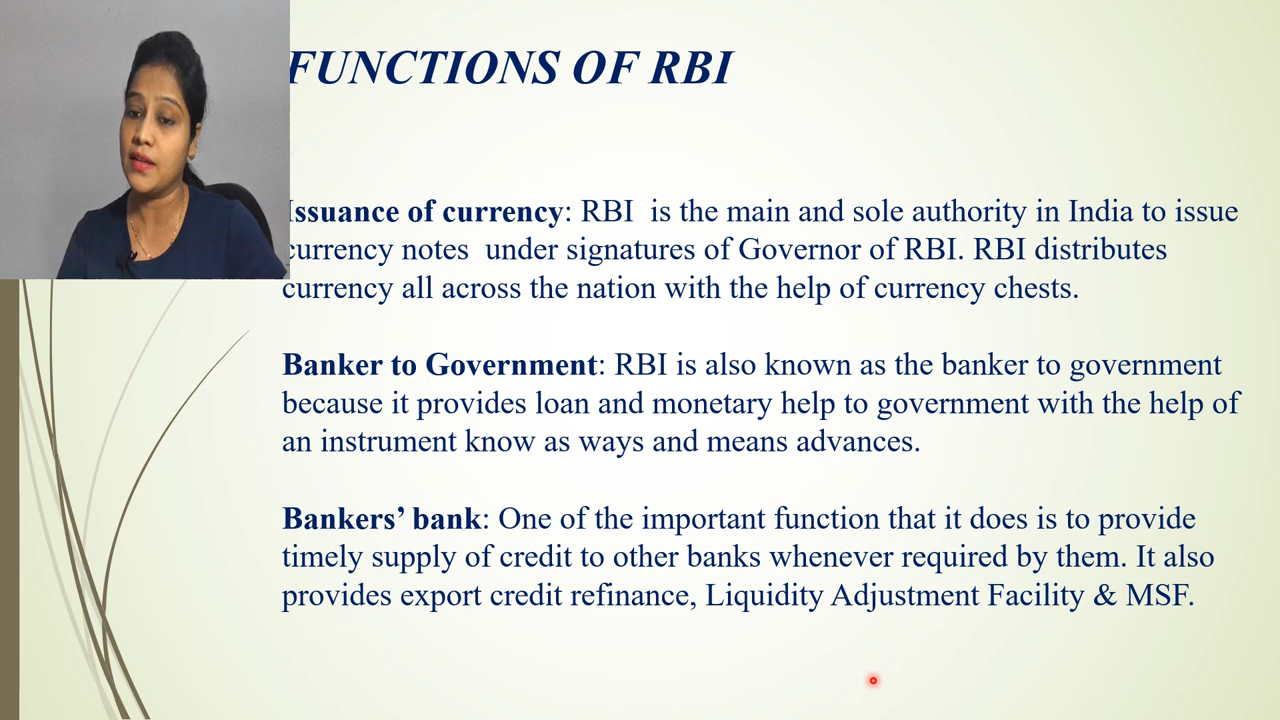 FUNCTIONS OF RBI
Issuance of currency: RBI  is the main and sole authority in India to issue
currency notes  under signatures of Governor of RBI. RBI distributes
currency all across the nation with the help of currency chests.
Banker to Government: RBI is also known as the banker to government
because it provides loan and monetary help to government with the help of
an instrument know as ways and means advances.
Bankers’ bank: One of the important function that it does is to provide
timely supply of credit to other banks whenever required by them. It also
provides export credit refinance, Liquidity Adjustment Facility & MSF.